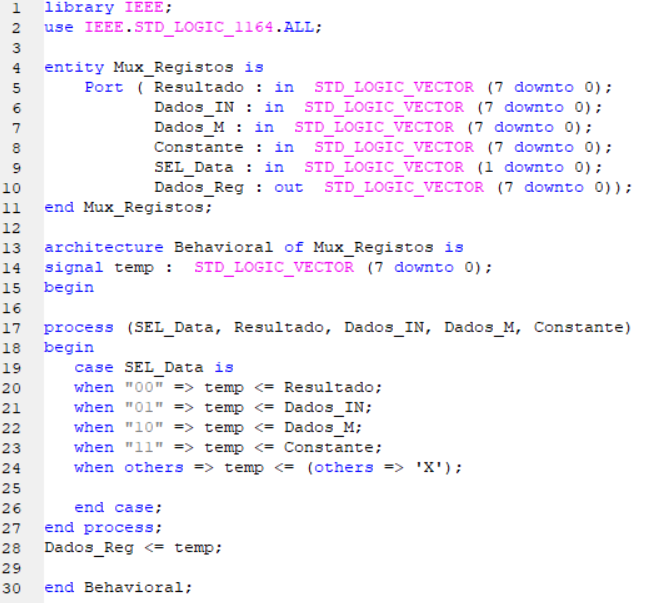 1 library IEEE;
2 use IEEE.STD_LOGIC_1164.ALL;
3
4 entity Mux_Registos is
5     Port ( Resultado : in  STD_LOGIC_VECTOR (7 downto 0);
6            Dados_IN : in  STD_LOGIC_VECTOR (7 downto 0);
7            Dados_M : in  STD_LOGIC_VECTOR (7 downto 0);
8            Constante : in  STD_LOGIC_VECTOR (7 downto 0);
9            SEL_Data : in  STD_LOGIC_VECTOR (1 downto 0);
10            Dados_Reg : out  STD_LOGIC_VECTOR (7 downto 0));
11 end Mux_Registos;
12
13 architecture Behavioral of Mux_Registos is
14 signal temp :  STD_LOGIC_VECTOR (7 downto 0);
15 begin
16
17 process (SEL_Data, Resultado, Dados_IN, Dados_M, Constante)
18 begin
19    case SEL_Data is
20    when "00" => temp <= Resultado;
21    when "01" => temp <= Dados_IN;
22    when "10" => temp <= Dados_M;
23    when "11" => temp <= Constante;
24    when others => temp <= (others => 'X');
25
26    end case;
27 end process;
28 Dados_Reg <= temp;
29
30 end Behavioral;